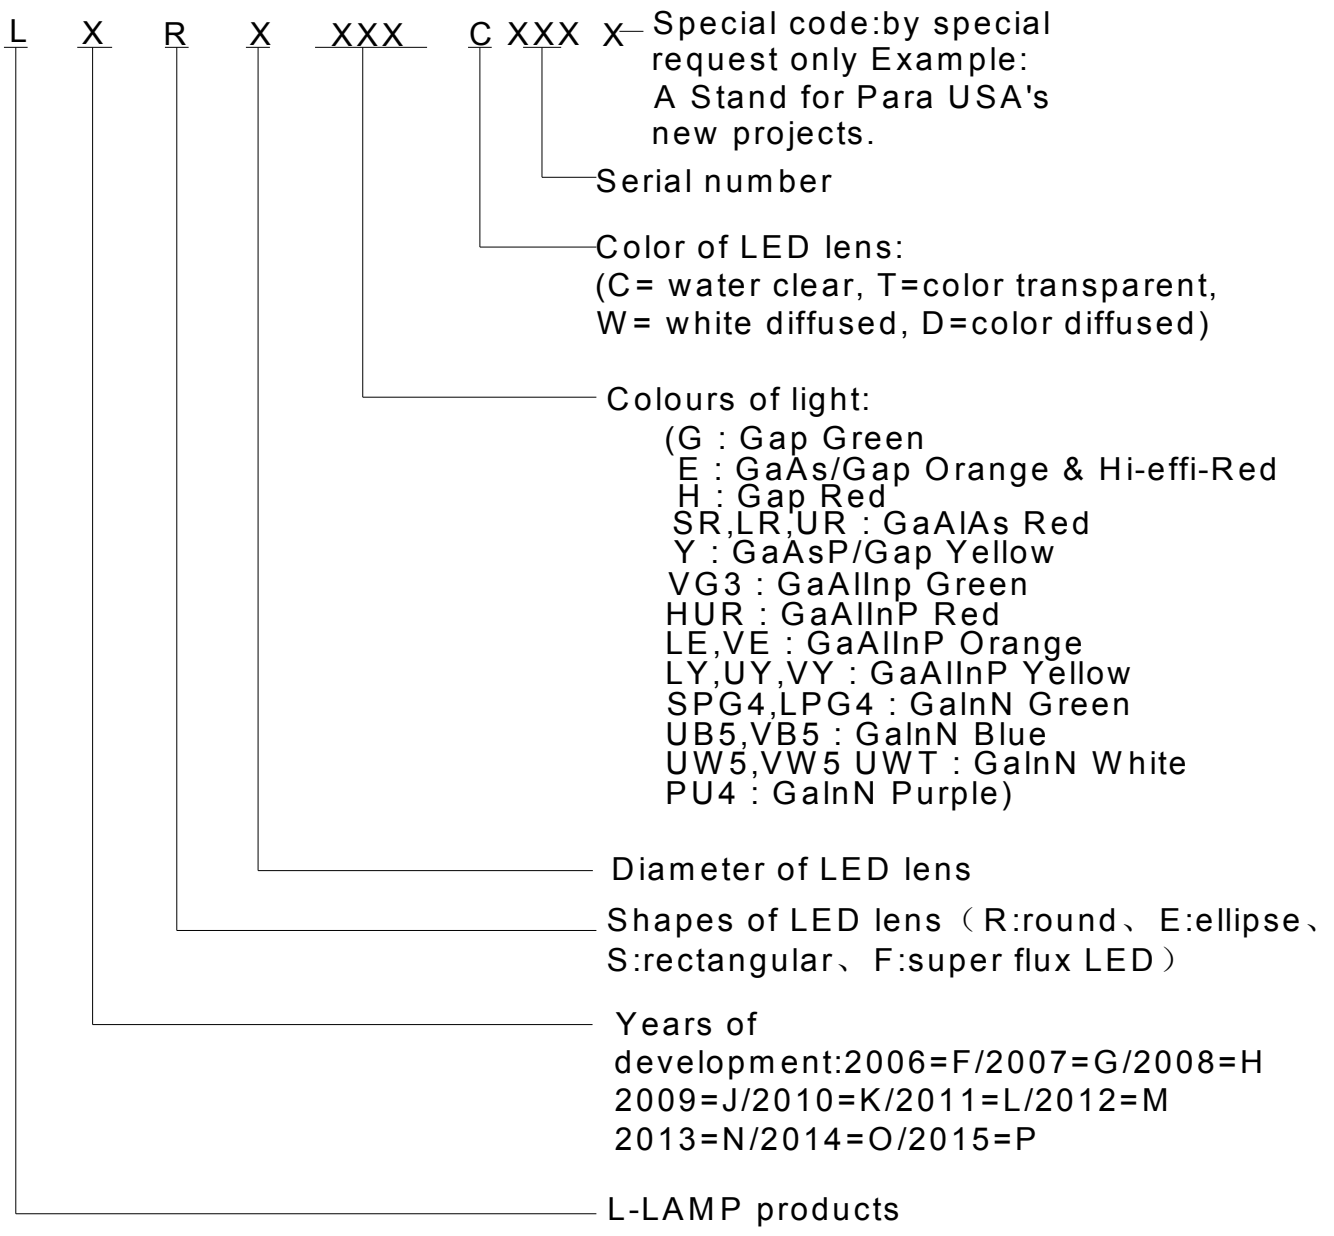 L X R X XXX C XXX X
Special code:by special
request only Example:
A Stand for Para USA's
new projects.
Serial number
Color of LED lens:
(C= water clear, T=color transparent,
W= white diffused, D=color diffused)
Colours of light:
(G : Gap Green
E : GaAs/Gap Orange & Hi-effi-Red
H : Gap Red
SR,LR,UR : GaAlAs Red
Y : GaAsP/Gap Yellow
VG3 : GaAlInp Green
HUR : GaAlInP Red
LE,VE : GaAlInP Orange
LY,UY,VY : GaAlInP Yellow
SPG4,LPG4 : GaInN Green
UB5,VB5 : GaInN Blue
UW5,VW5 UWT : GaInN White
PU4 : GaInN Purple)
Diameter of LED lens
Shapes of LED lens（R:round、E:ellipse、
S:rectangular、F:super flux LED）
Years of
development:2006=F/2007=G/2008=H
2009=J/2010=K/2011=L/2012=M
2013=N/2014=O/2015=P
L-LAMP products